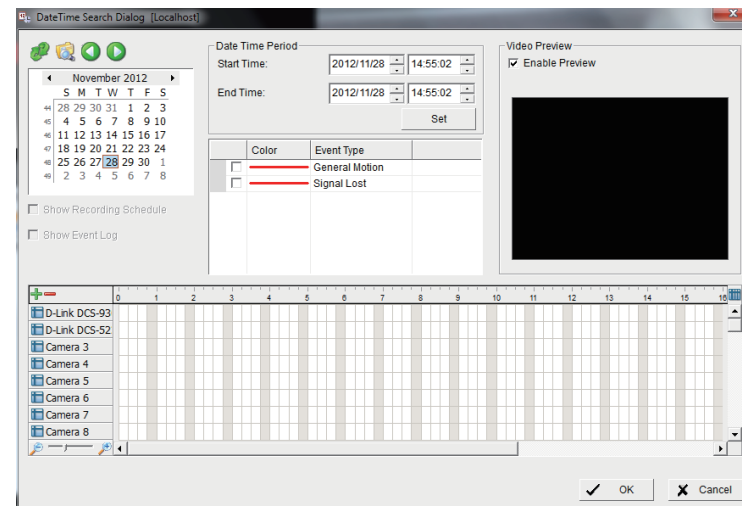 DateTime Search Dialog [Localhost]
November 2012
S M T W T F S
44 28 29 30 31 1 2 3
45 4 5 6 7 8 9 10
46 11 12 13 14 15 16 17
47 18 19 20 21 22 23 24
48 25 26 27 28 29 30 1
49 2 3 4 5 6 7 8
Show Recording Schedule
Show Event Log
Date Time Period
Start Time: 2012/11/28 14:55:02
End Time: 2012/11/28 14:55:02
Set
Color Event Type
General Motion
Signal Lost
Video Preview
Enable Preview
0 1 2 3 4 5 6 7 8 9 10 11 12 13 14 15 16
D-Link DCS-93
D-Link DCS-52
Camera 3
Camera 4
Camera 5
Camera 6
Camera 7
Camera 8
OK Cancel